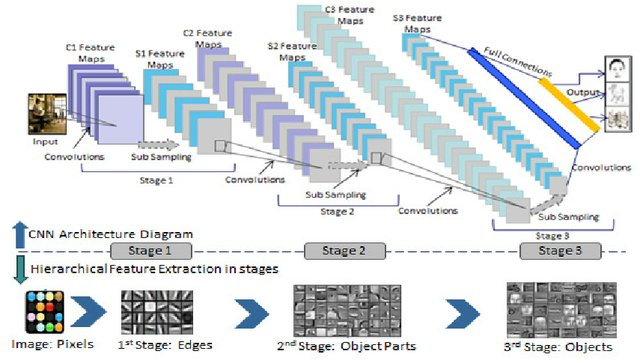 C3 Feature
Maps
C2 Feature
Maps
C1 Feature
Maps
S1 Feature
Maps
S2 Feature
Maps
S3 Feature
Maps
Full Connections
Output
Input
Convolutions
Sub Sampling
Stage 1
Convolutions
Sub Sampling
Stage 2
Convolutions
Sub Sampling
Stage 3
Convolutions
CNN Architecture Diagram
Stage 1
Stage 2
Stage 3
Hierarchical Feature Extraction in stages
Image: Pixels
1st Stage: Edges
2nd Stage: Object Parts
3rd Stage: Objects